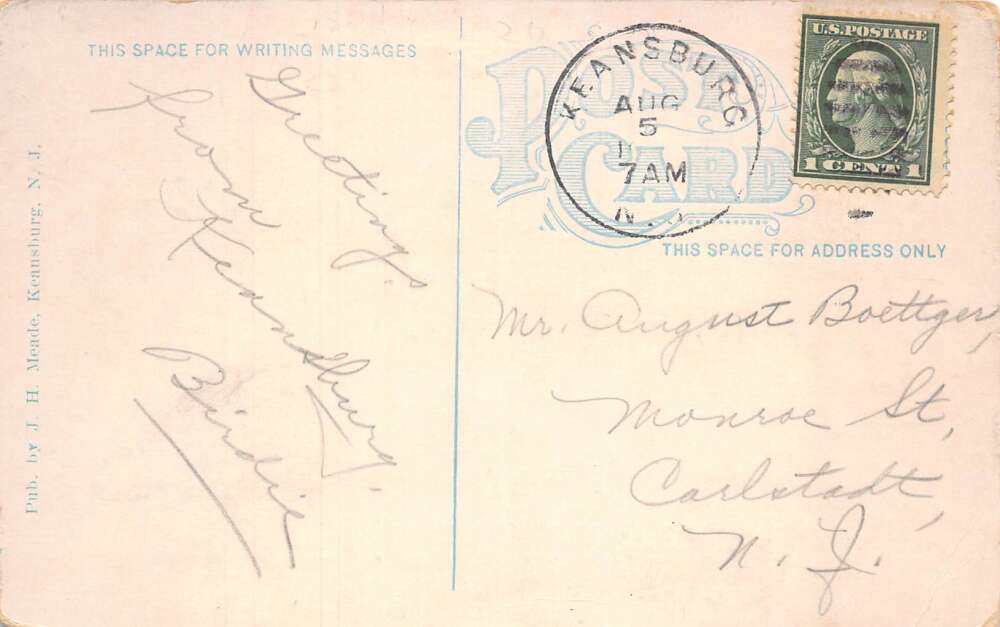 THIS SPACE FOR WRITING MESSAGES
POST CARD
THIS SPACE FOR ADDRESS ONLY
KEANSBURG
AUG
5
7AM
N.J.
U.S. POSTAGE
1 CENT 1
Greetings
from
Keansburg.
Birdie
Mr. August Boettger,
Monroe St,
Carlstadt,
N. J.
Pub. by J. H. Meade, Keansburg, N. J.